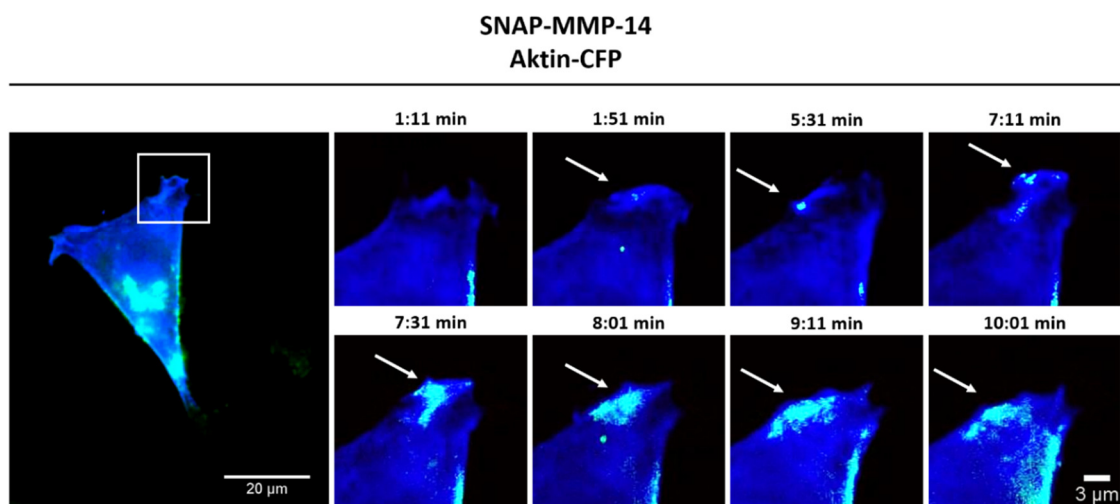 SNAP-MMP-14
Aktin-CFP
1:11 min
1:51 min
5:31 min
7:11 min
7:31 min
8:01 min
9:11 min
10:01 min
20 μm
3 μm